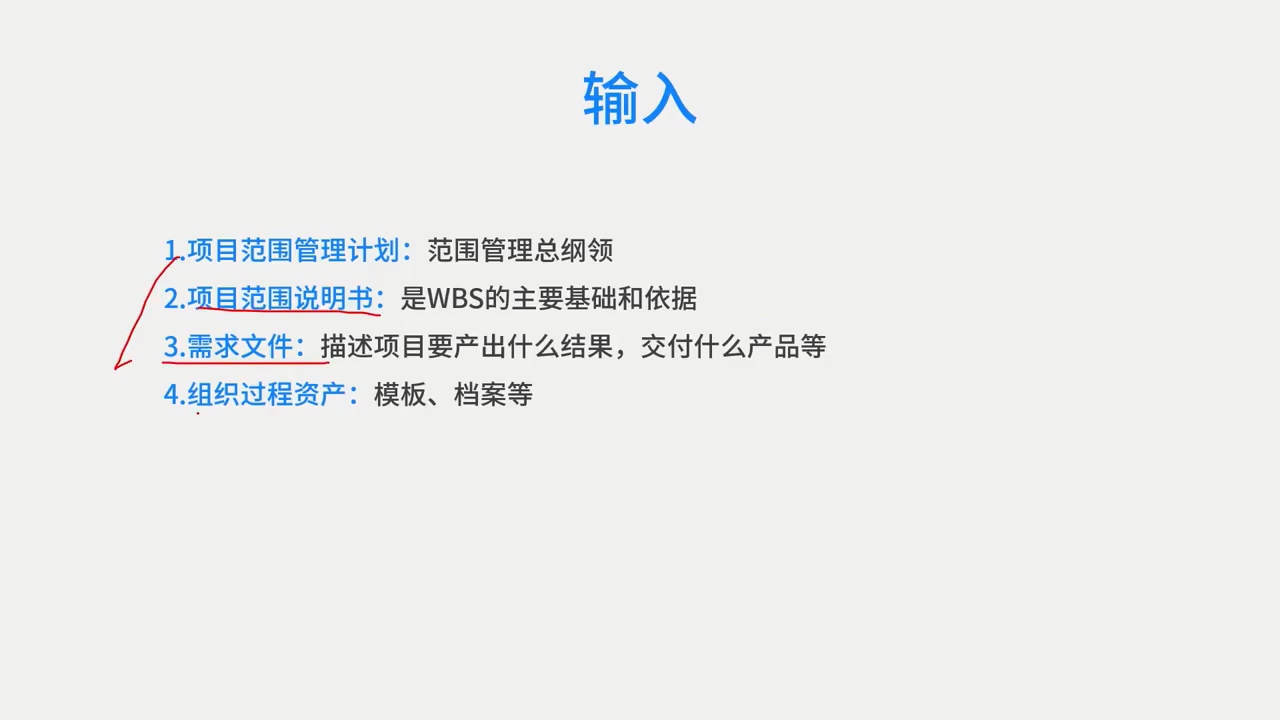 输入
1.项目范围管理计划：范围管理总纲领
2.项目范围说明书：是WBS的主要基础和依据
3.需求文件：描述项目要产出什么结果，交付什么产品等
4.组织过程资产：模板、档案等